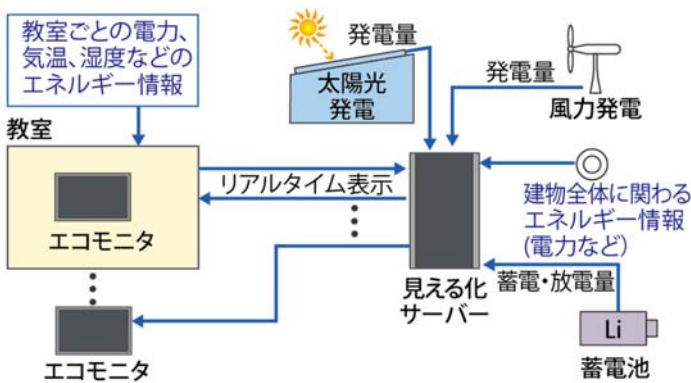 教室ごとの電力、
気温、湿度などの
エネルギー情報
教室
エコモニタ
エコモニタ
リアルタイム表示
発電量
太陽光
発電
発電量
風力発電
建物全体に関わる
エネルギー情報
(電力など)
蓄電・放電量
見える化
サーバー
Li
蓄電池